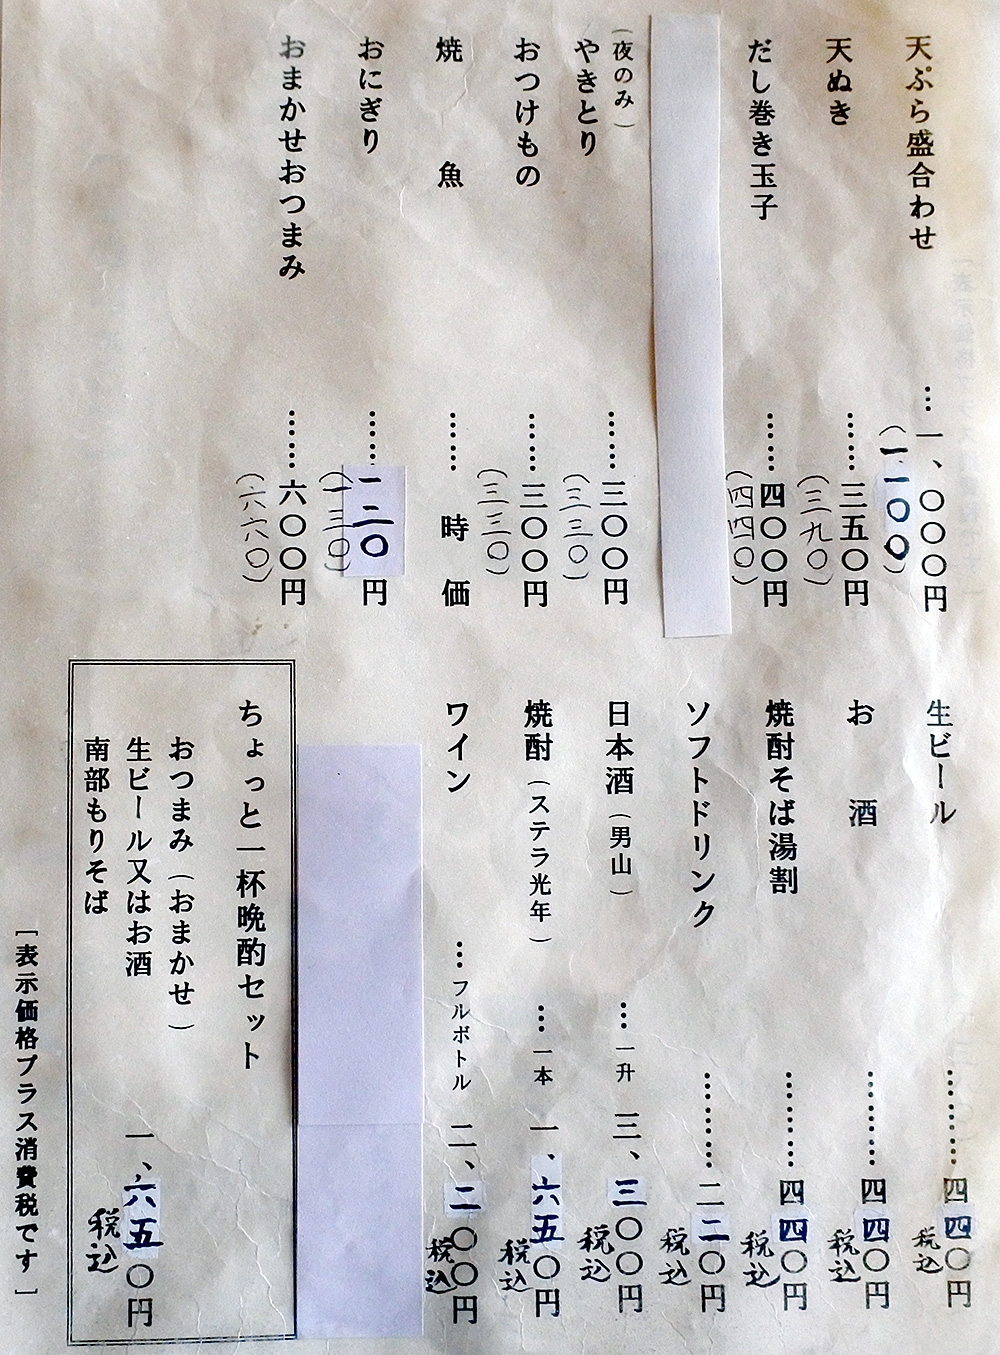 天ぷら盛合わせ …一、〇〇〇円
(一一〇〇)
天ぬき ……三五〇円
(三九〇)
だし巻き玉子 ……四〇〇円
(四四〇)
(夜のみ)
やきとり ……三〇〇円
(三三〇)
おつけもの ……三〇〇円
(三三〇)
焼魚 ……時価
おにぎり ……一二〇円
(一三〇)
おまかせおつまみ ……六〇〇円
(六六〇)
生ビール ………四四〇円
税込
お酒 ………四四〇円
税込
焼酎そば湯割 ………四四〇円
税込
ソフトドリンク ………二二〇円
税込
日本酒(男山) …一升 三、三〇〇円
税込
焼酎(ステラ光年) …一本 一、六五〇円
税込
ワイン …フルボトル 二、二〇〇円
税込
ちょっと一杯晩酌セット
おつまみ(おまかせ)
生ビール又はお酒 一、六五〇円
税込
南部もりそば
[表示価格プラス消費税です]